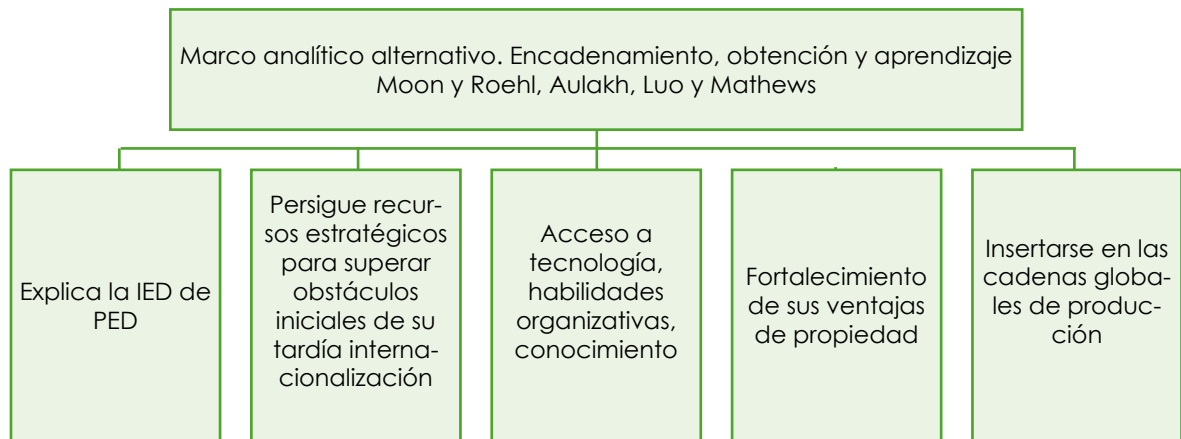 Marco analítico alternativo. Encadenamiento, obtención y aprendizaje
Moon y Roehl, Aulakh, Luo y Mathews
Explica la IED de
PED
Persigue recur-
sos estratégicos
para superar
obstáculos
iniciales de su
tardía interna-
cionalización
Acceso a
tecnología,
habilidades
organizativas,
conocimiento
Fortalecimiento
de sus ventajas
de propiedad
Insertarse en las
cadenas globa-
les de produc-
ción